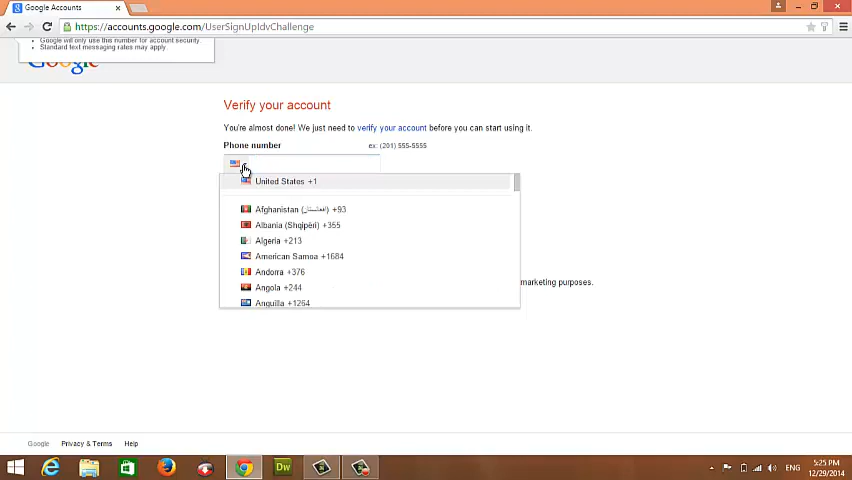 Google Accounts
https://accounts.google.com/UserSignUpIdvChallenge
Google will only use this number for account security.
Standard text messaging rates may apply.
Google
Verify your account
You're almost done! We just need to verify your account before you can start using it.
Phone number ex: (201) 555-5555
United States +1
Afghanistan (افغانستان) +93
Albania (Shqipëri) +355
Algeria +213
American Samoa +1684
Andorra +376
Angola +244
Anguilla +1264
marketing purposes.
Google Privacy & Terms Help
Dw
ENG
5:25 PM
12/29/2014